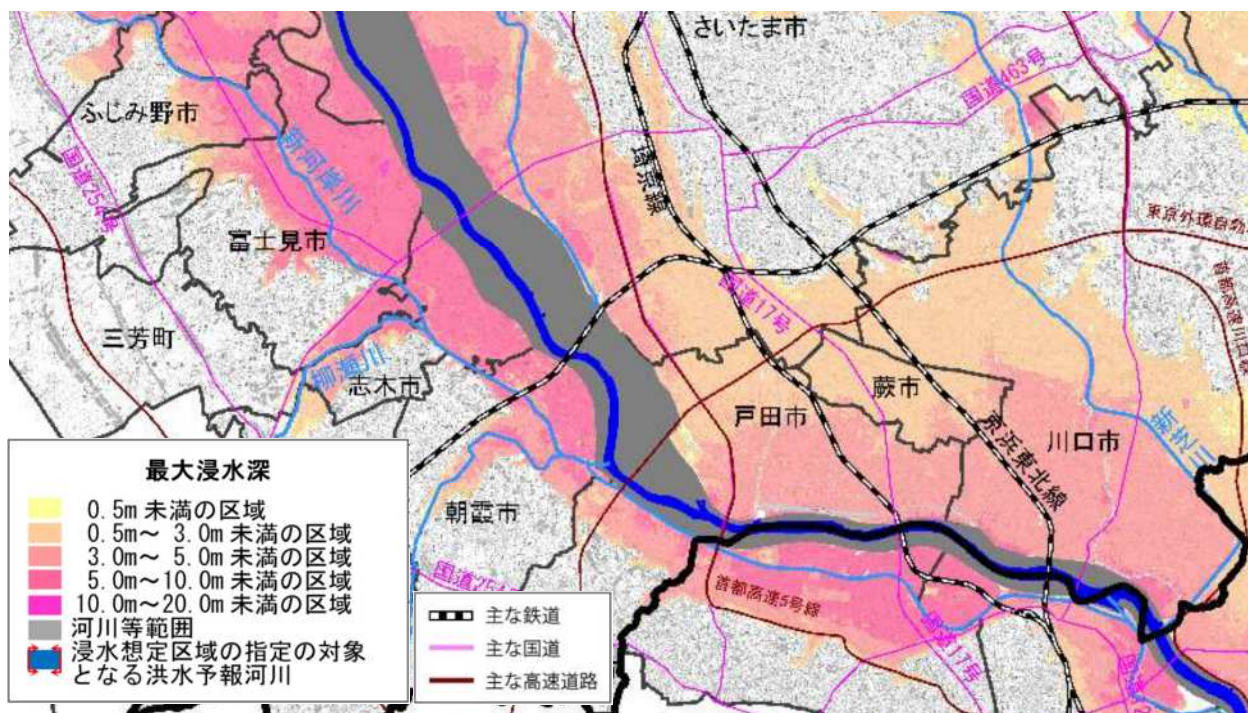 さいたま市
国道463号
ふじみ野市
国道254号
新河岸川
埼京線
東京外環自動
富士見市
国道17号
首都高速川口線
三芳町
柳瀬川
志木市
蕨市
戸田市
京浜東北線
川口市
新芝川
朝霞市
国道254
首都高速5号線
国道17号
最大浸水深
0.5m 未満の区域
0.5m～ 3.0m 未満の区域
3.0m～ 5.0m 未満の区域
5.0m～10.0m 未満の区域
10.0m～20.0m 未満の区域
河川等範囲
浸水想定区域の指定の対象
となる洪水予報河川
主な鉄道
主な国道
主な高速道路